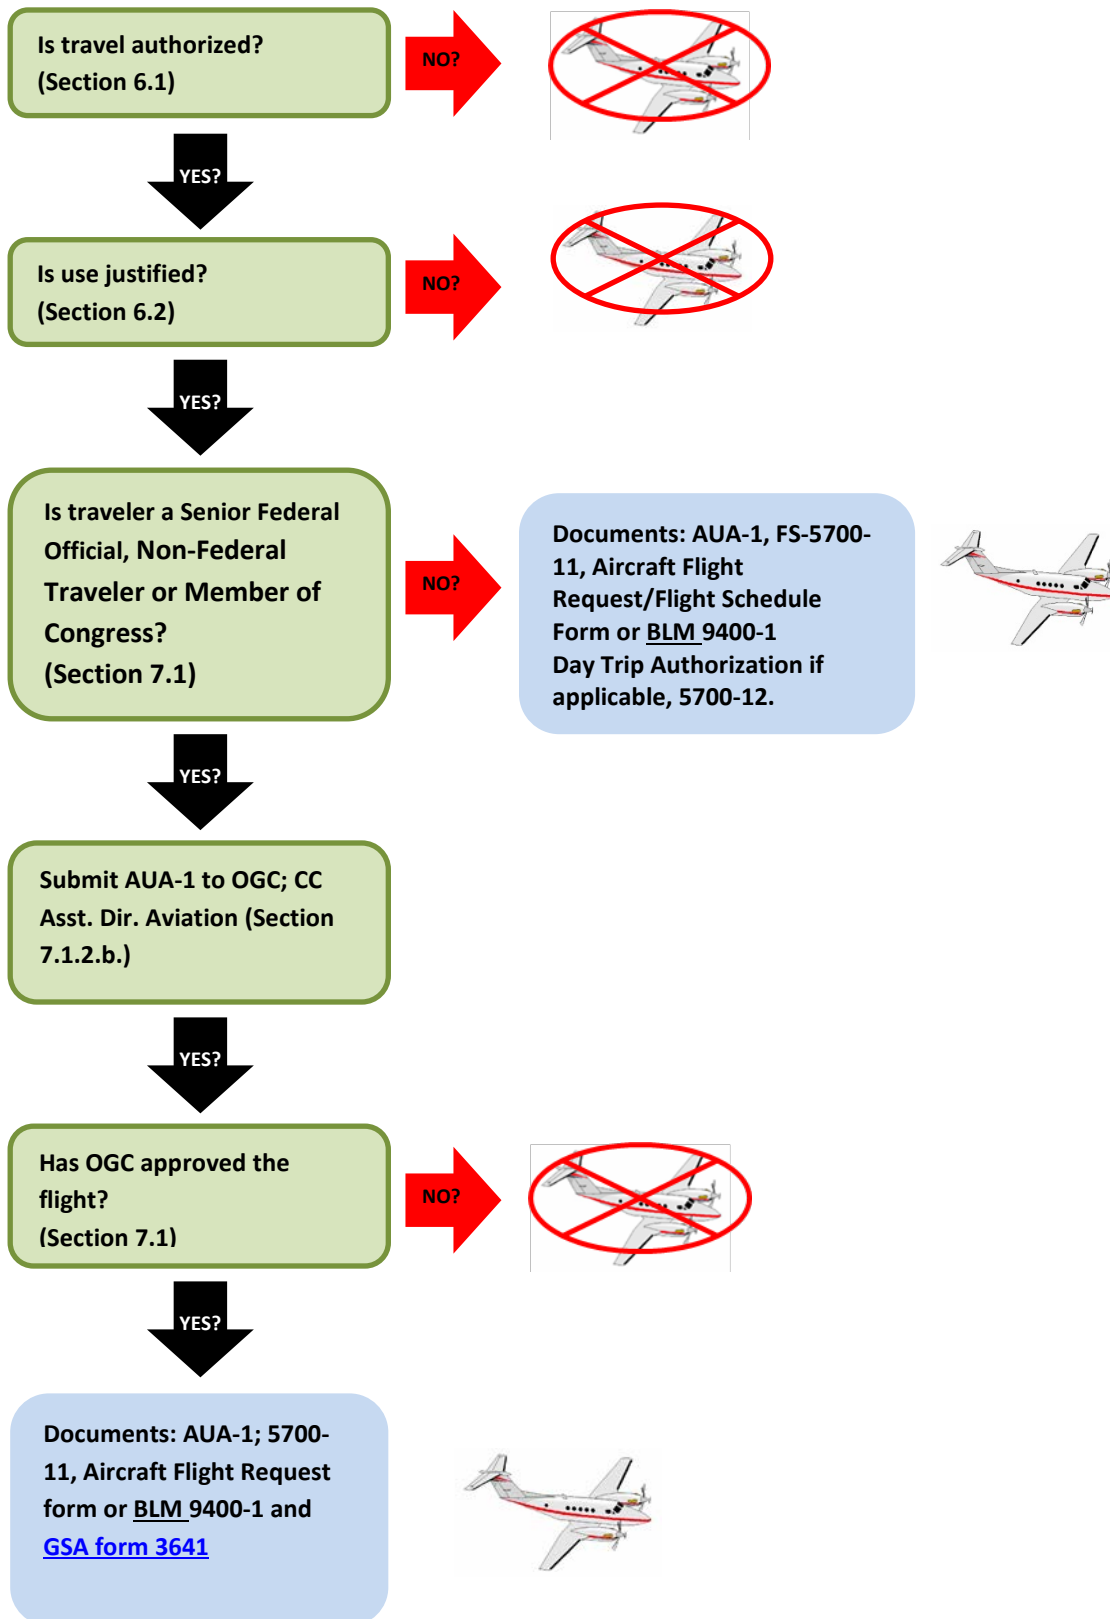 Is travel authorized?
(Section 6.1)
NO?
YES?
Is use justified?
(Section 6.2)
NO?
YES?
Is traveler a Senior Federal
Official, Non-Federal
Traveler or Member of
Congress?
(Section 7.1)
NO?
Documents: AUA-1, FS-5700-
11, Aircraft Flight
Request/Flight Schedule
Form or BLM 9400-1
Day Trip Authorization if
applicable, 5700-12.
YES?
Submit AUA-1 to OGC; CC
Asst. Dir. Aviation (Section
7.1.2.b.)
YES?
Has OGC approved the
flight?
(Section 7.1)
NO?
YES?
Documents: AUA-1; 5700-
11, Aircraft Flight Request
form or BLM 9400-1 and
GSA form 3641